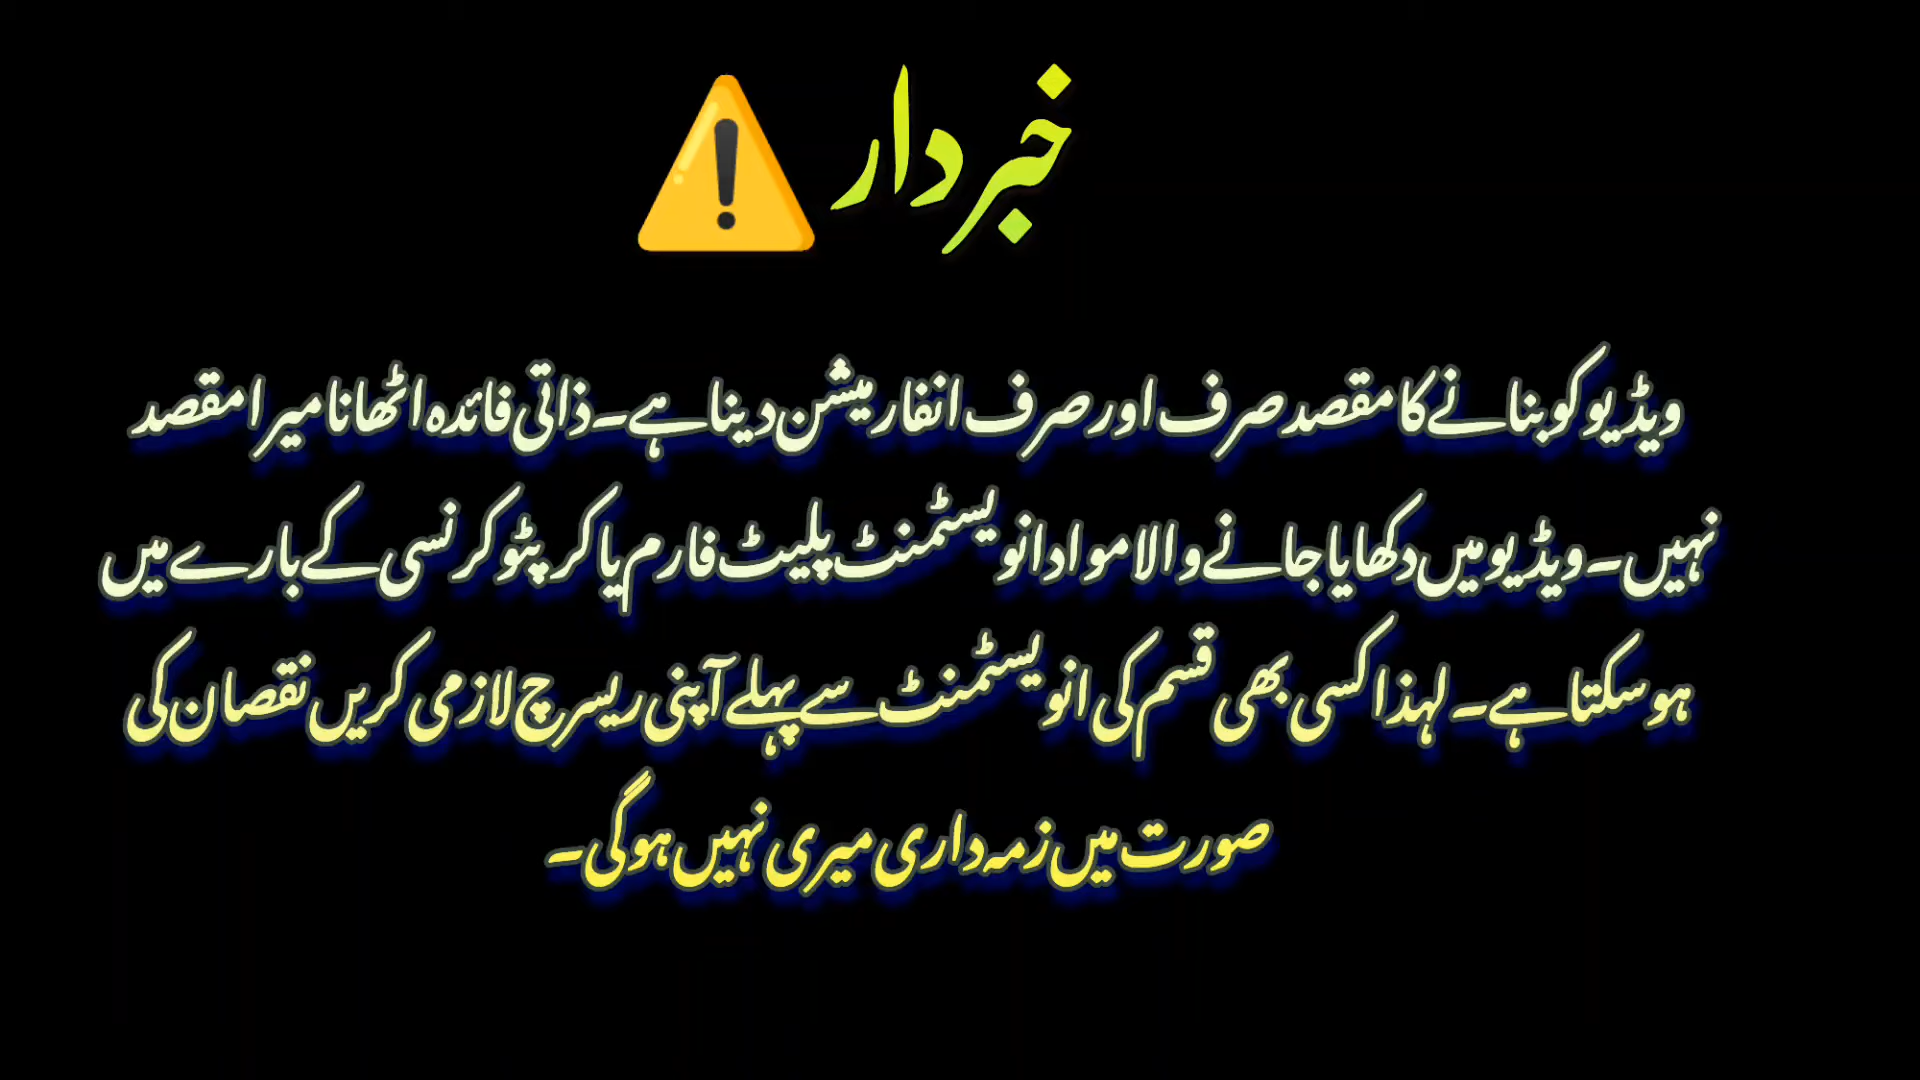 خبردار
ویڈیو کو بنانے کا مقصد صرف اور صرف انفارمیشن دینا ہے۔ ذاتی فائدہ اٹھانا میرا مقصد
نہیں۔ ویڈیو میں دکھایا جانے والا مواد انویسٹمنٹ پلیٹ فارم یا کرپٹو کرنسی کے بارے میں
ہو سکتا ہے۔ لہذا کسی بھی قسم کی انویسٹمنٹ سے پہلے آپنی ریسرچ لازمی کریں نقصان کی
صورت میں زمہ داری میری نہیں ہوگی۔